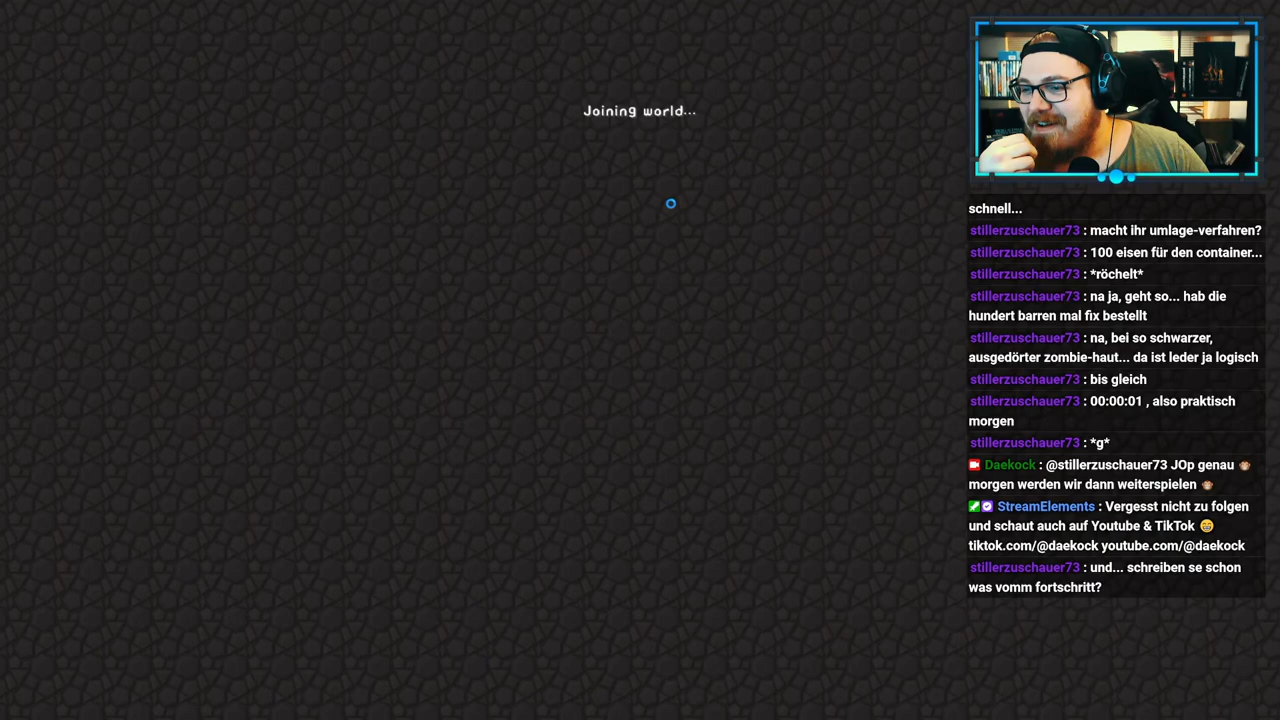 Joining world...
schnell...
stillerzuschauer73 : macht ihr umlage-verfahren?
stillerzuschauer73 : 100 eisen für den container...
stillerzuschauer73 : *röchelt*
stillerzuschauer73 : na ja, geht so... hab die
hundert barren mal fix bestellt
stillerzuschauer73 : na, bei so schwarzer,
ausgedörter zombie-haut... da ist leder ja logisch
stillerzuschauer73 : bis gleich
stillerzuschauer73 : 00:00:01 , also praktisch
morgen
stillerzuschauer73 : *g*
Daekock : @stillerzuschauer73 JOp genau 🐵
morgen werden wir dann weiterspielen 🐵
StreamElements : Vergesst nicht zu folgen
und schaut auch auf Youtube & TikTok 😁
tiktok.com/@daekock youtube.com/@daekock
stillerzuschauer73 : und... schreiben se schon
was vomm fortschritt?